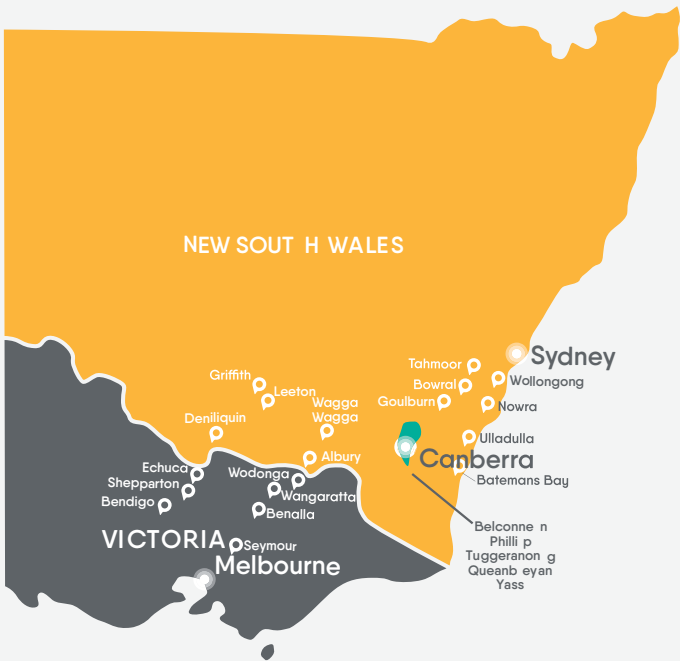 NEW SOUT H WALES
Sydney
Tahmoor
Griffith
Bowral
Wollongong
Leeton
Goulburn
Wagga
Wagga
Nowra
Deniliquin
Ulladulla
Albury
Canberra
Echuca
Wodonga
Batemans Bay
Shepparton
Wangaratta
Bendigo
Benalla
Belconne n
Philli p
Tuggeranon g
Queanb eyan
Yass
VICTORIA
Seymour
Melbourne